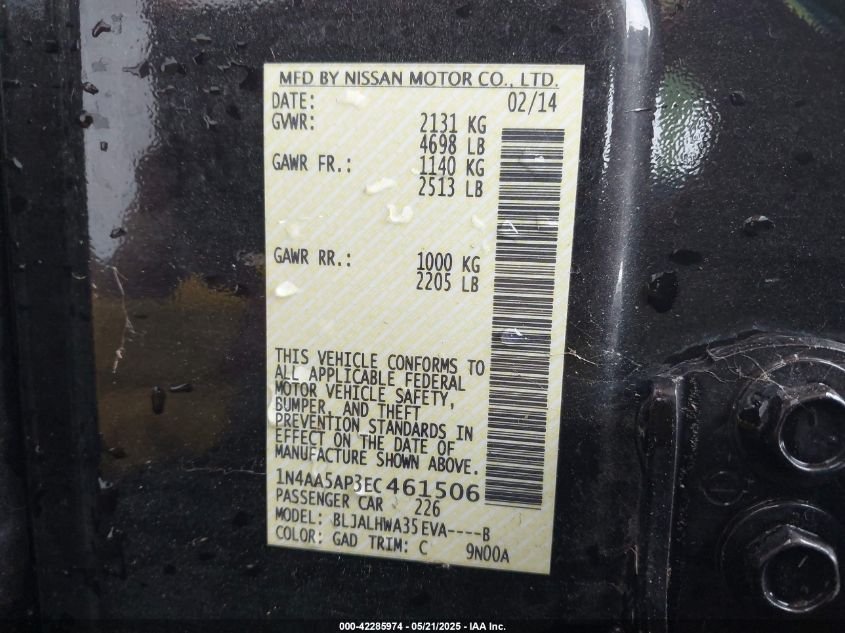 MFD BY NISSAN MOTOR CO., LTD.
DATE: 02/14
GVWR: 2131 KG
4698 LB
GAWR FR.: 1140 KG
2513 LB
GAWR RR.: 1000 KG
2205 LB
THIS VEHICLE CONFORMS TO
ALL APPLICABLE FEDERAL
MOTOR VEHICLE SAFETY,
BUMPER, AND THEFT
PREVENTION STANDARDS IN
EFFECT ON THE DATE OF
MANUFACTURE SHOWN ABOVE.
1N4AA5AP3EC461506
PASSENGER CAR 226
MODEL: BLJALHWA35EVA----B
COLOR: GAD TRIM: C 9N00A
000-42285974 - 05/21/2025 - IAA Inc.